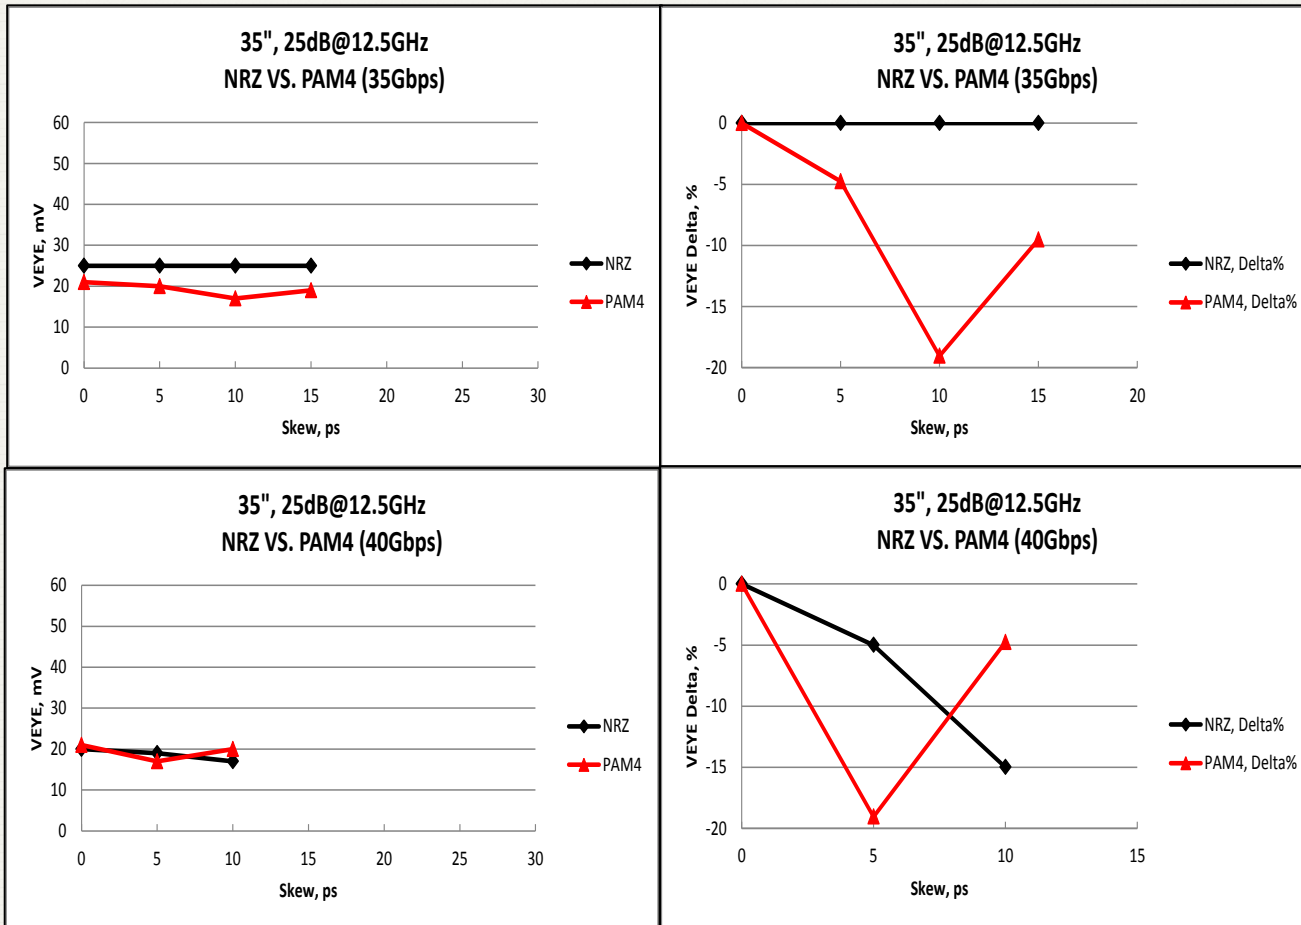 35", 25dB@12.5GHz
NRZ VS. PAM4 (35Gbps)
60
50
40
30
20
10
0
VEYE, mV
0 5 10 15 20 25 30
Skew, ps
NRZ
PAM4
35", 25dB@12.5GHz
NRZ VS. PAM4 (35Gbps)
0
-5
-10
-15
-20
VEYE Delta, %
0 5 10 15 20
Skew, ps
NRZ, Delta%
PAM4, Delta%
35", 25dB@12.5GHz
NRZ VS. PAM4 (40Gbps)
60
50
40
30
20
10
0
VEYE, mV
0 5 10 15 20 25 30
Skew, ps
NRZ
PAM4
35", 25dB@12.5GHz
NRZ VS. PAM4 (40Gbps)
0
-5
-10
-15
-20
VEYE Delta, %
0 5 10 15
Skew, ps
NRZ, Delta%
PAM4, Delta%